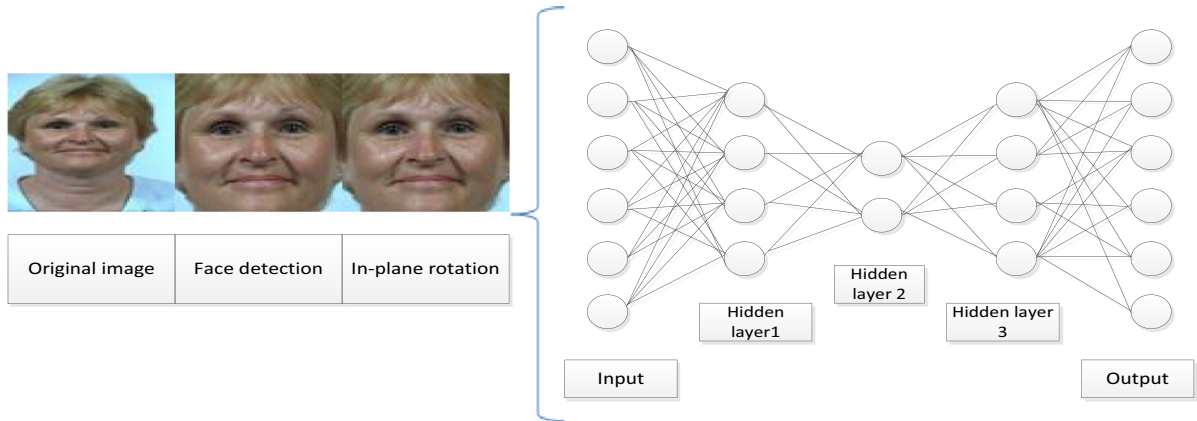 Original image
Face detection
In-plane rotation
Hidden
layer1
Hidden
layer 2
Hidden layer
3
Input
Output